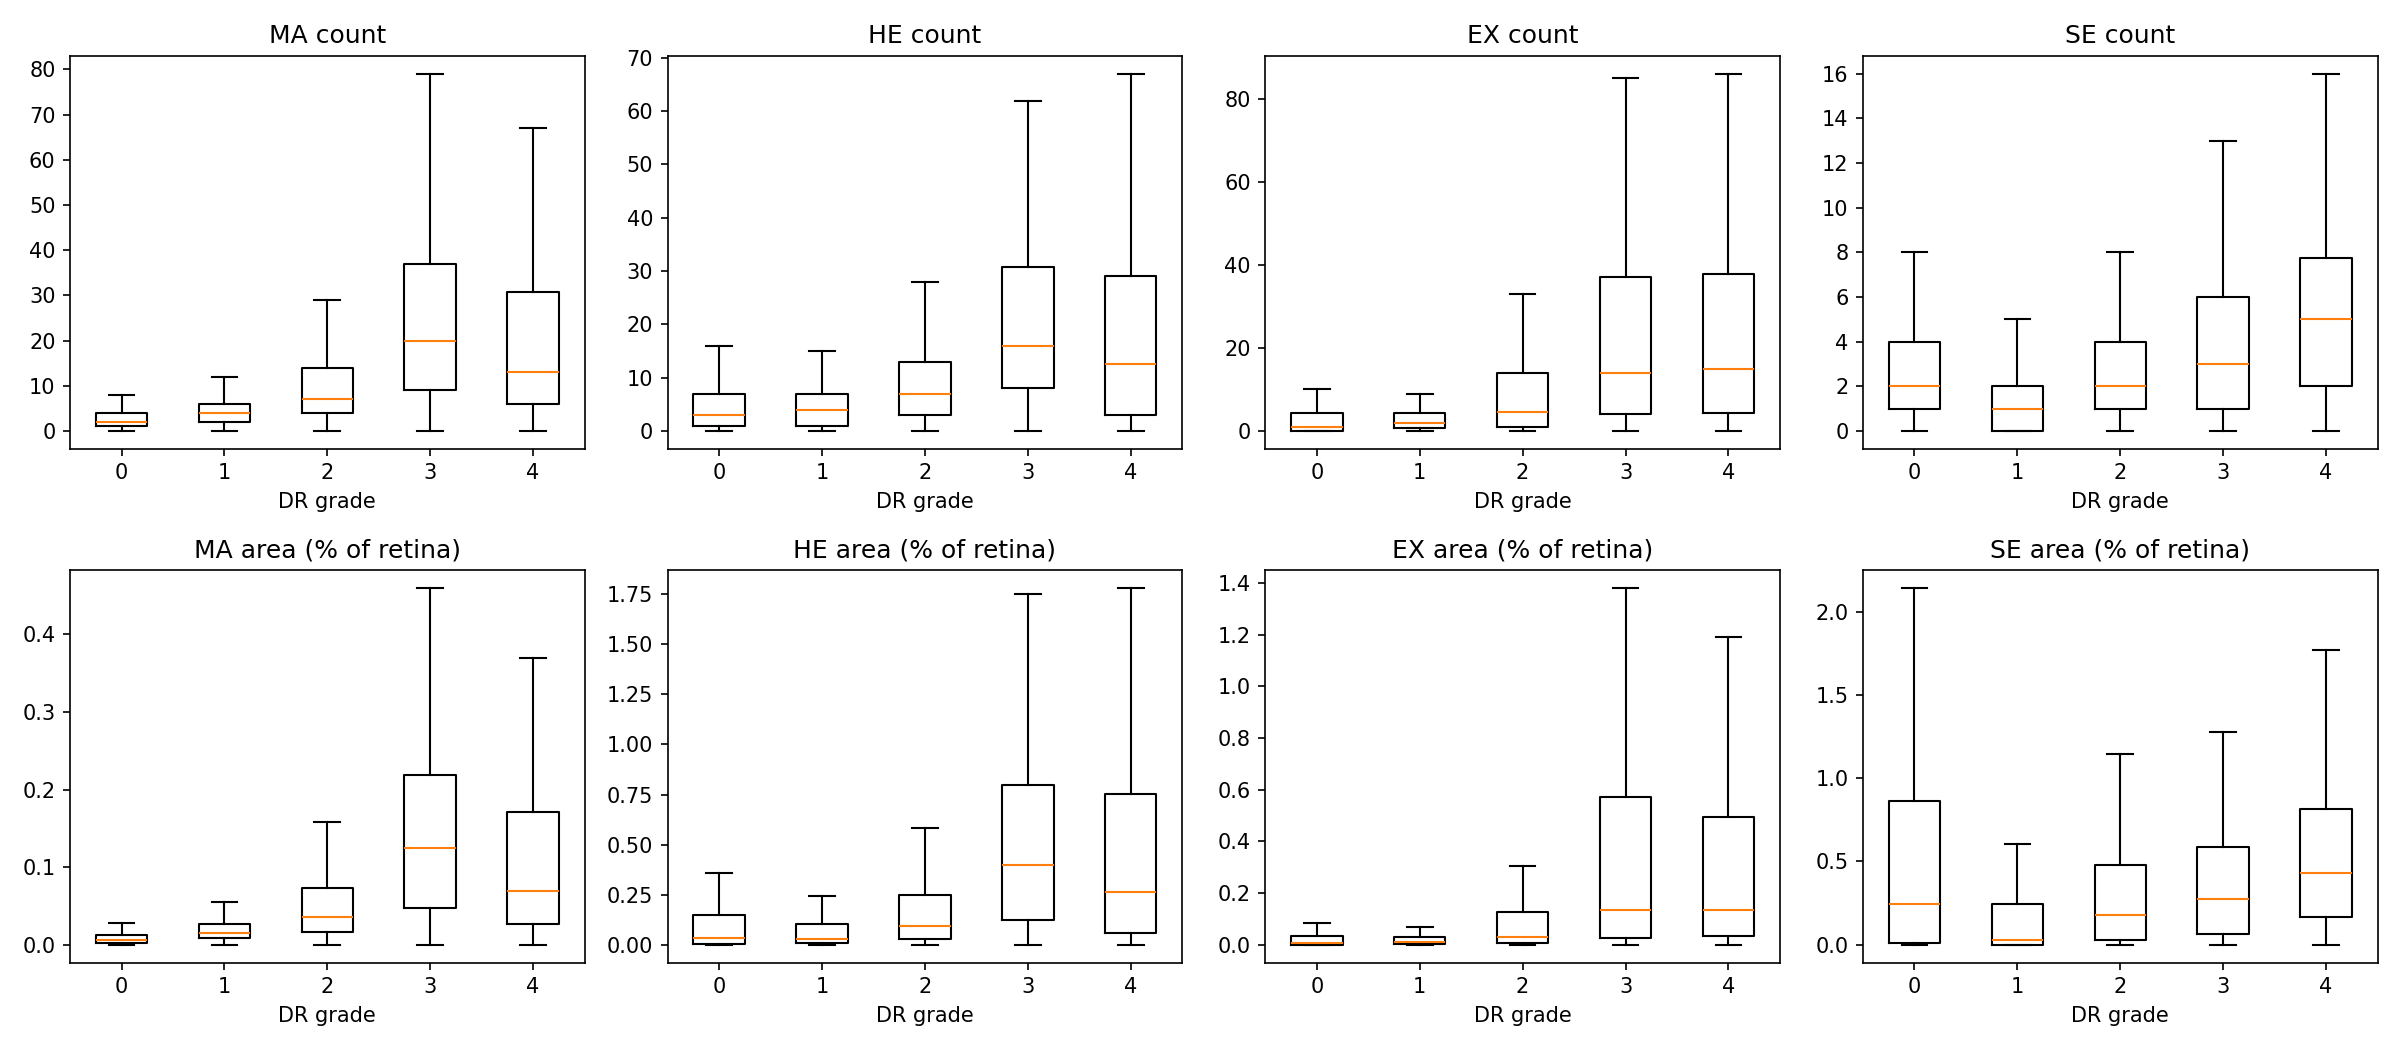 MA count
80
70
60
50
40
30
20
10
0
0 1 2 3 4
DR grade
HE count
70
60
50
40
30
20
10
0
0 1 2 3 4
DR grade
EX count
80
60
40
20
0
0 1 2 3 4
DR grade
SE count
16
14
12
10
8
6
4
2
0
0 1 2 3 4
DR grade
MA area (% of retina)
0.4
0.3
0.2
0.1
0.0
0 1 2 3 4
DR grade
HE area (% of retina)
1.75
1.50
1.25
1.00
0.75
0.50
0.25
0.00
0 1 2 3 4
DR grade
EX area (% of retina)
1.4
1.2
1.0
0.8
0.6
0.4
0.2
0.0
0 1 2 3 4
DR grade
SE area (% of retina)
2.0
1.5
1.0
0.5
0.0
0 1 2 3 4
DR grade